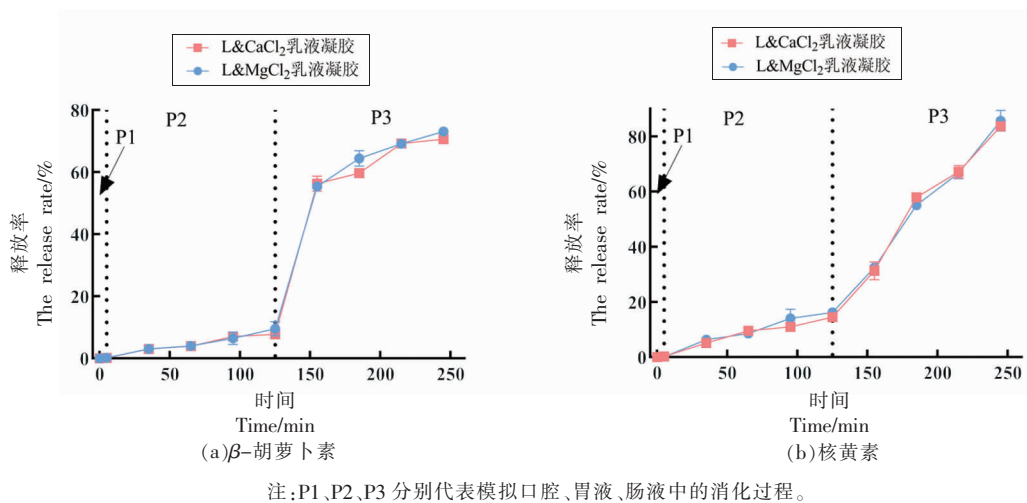 L&CaCl₂乳液凝胶
L&MgCl₂乳液凝胶
80
60
40
20
0
P1
P2
P3
释放率
The release rate/%
0 50 100 150 200 250
时间
Time/min
(a)β-胡萝卜素
L&CaCl₂乳液凝胶
L&MgCl₂乳液凝胶
80
60
40
20
0
P1
P2
P3
释放率
The release rate/%
0 50 100 150 200 250
时间
Time/min
(b)核黄素
注:P1、P2、P3 分别代表模拟口腔、胃液、肠液中的消化过程。